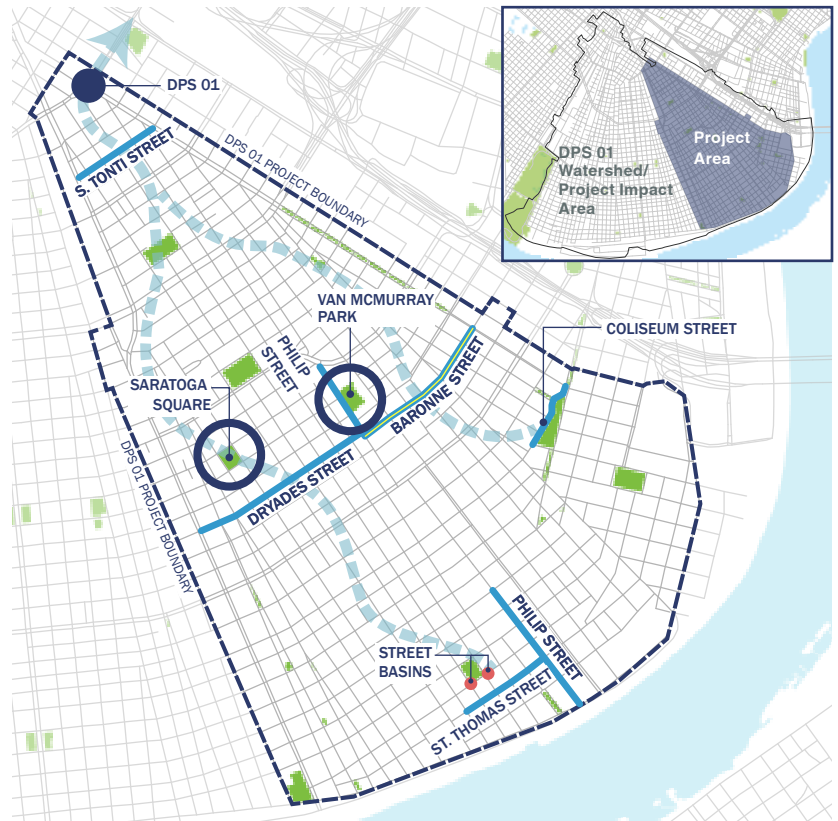 DPS 01
S. TONTI STREET
DPS 01 PROJECT BOUNDARY
Project
Area
DPS 01
Watershed/
Project Impact
Area
VAN MCMURRAY
PARK
PHILIP
STREET
COLISEUM STREET
SARATOGA
SQUARE
BARONNE STREET
DRYADES STREET
DPS 01 PROJECT BOUNDARY
STREET
BASINS
PHILIP STREET
ST. THOMAS STREET